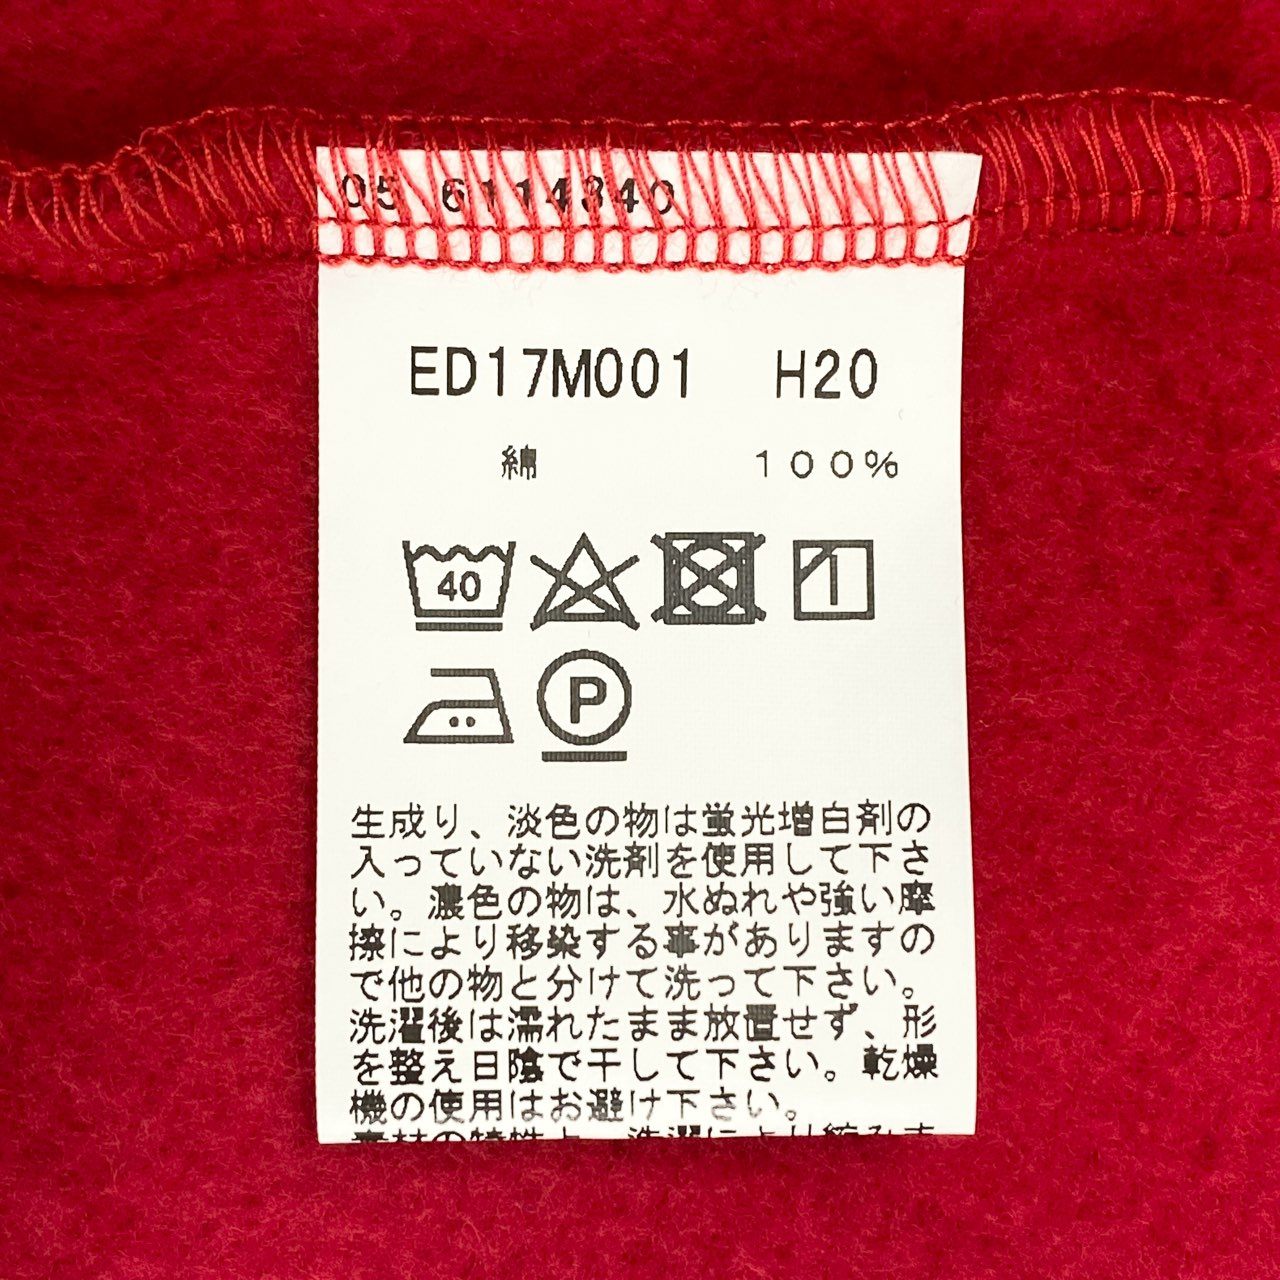 05 6114340
ED17M001 H20
綿 100%
40
P
生成り、淡色の物は蛍光増白剤の
入っていない洗剤を使用して下さ
い。濃色の物は、水ぬれや強い摩
擦により移染する事がありますの
で他の物と分けて洗って下さい。
洗濯後は濡れたまま放置せず、形
を整え日陰で干して下さい。乾燥
機の使用はお避け下さい。